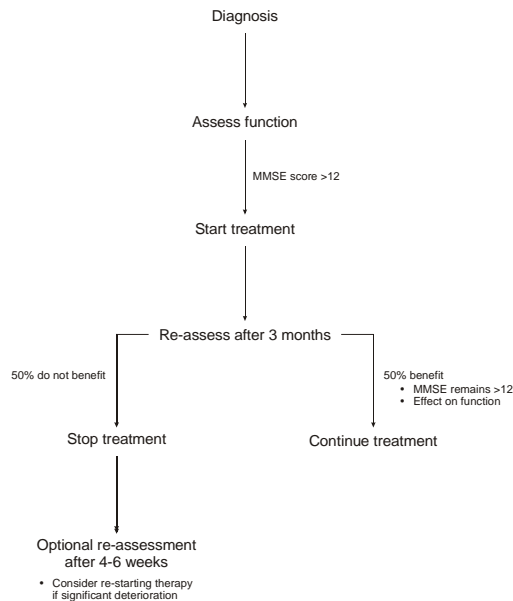 Diagnosis
Assess function
MMSE score >12
Start treatment
Re-assess after 3 months
50% do not benefit
50% benefit
• MMSE remains >12
• Effect on function
Stop treatment
Continue treatment
Optional re-assessment
after 4-6 weeks
• Consider re-starting therapy
if significant deterioration